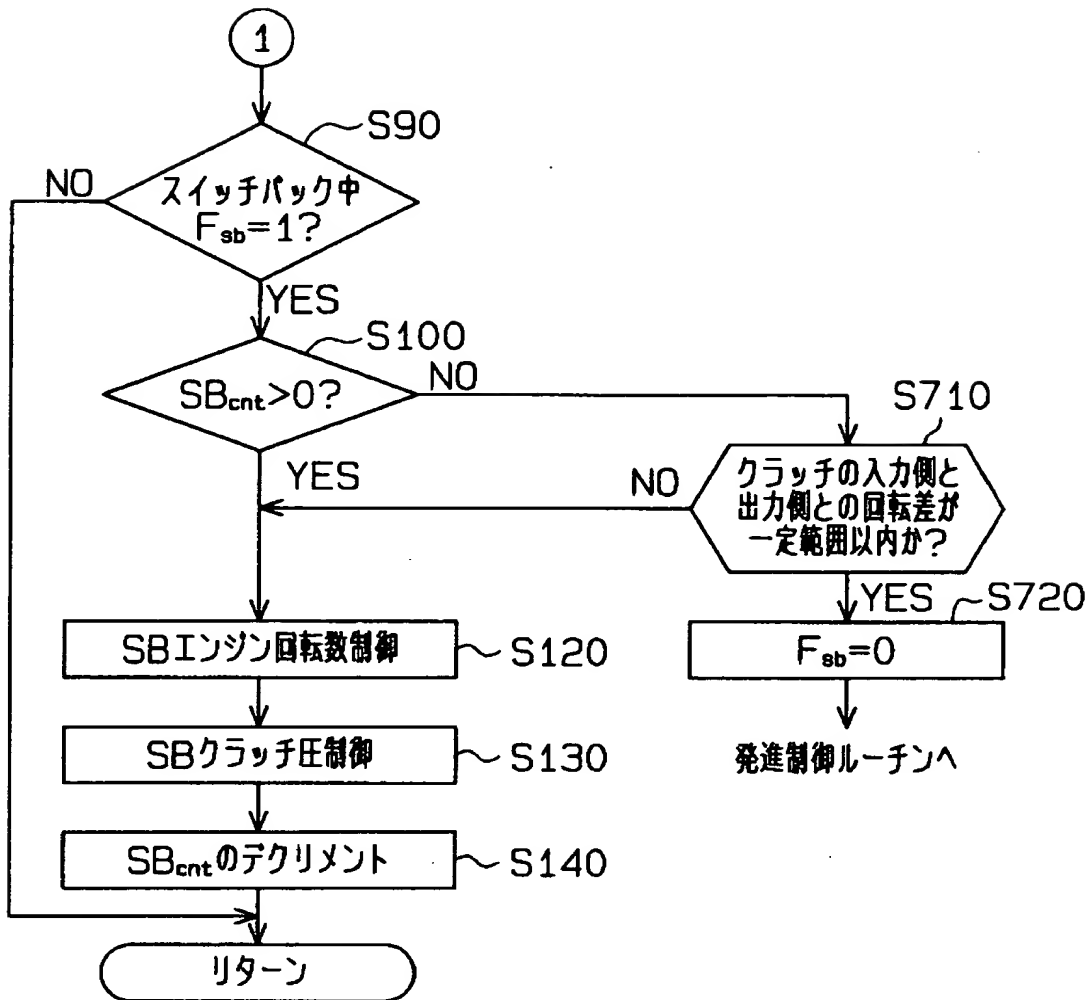 1
S90
NO
スイッチバック中
Fsb=1?
YES
S100
SBcnt>0?
NO
S710
YES
NO
クラッチの入力側と
出力側との回転差が
一定範囲以内か?
YES
S720
SBエンジン回転数制御
S120
Fsb=0
SBクラッチ圧制御
S130
発進制御ルーチンへ
SBcntのデクリメント
S140
リターン